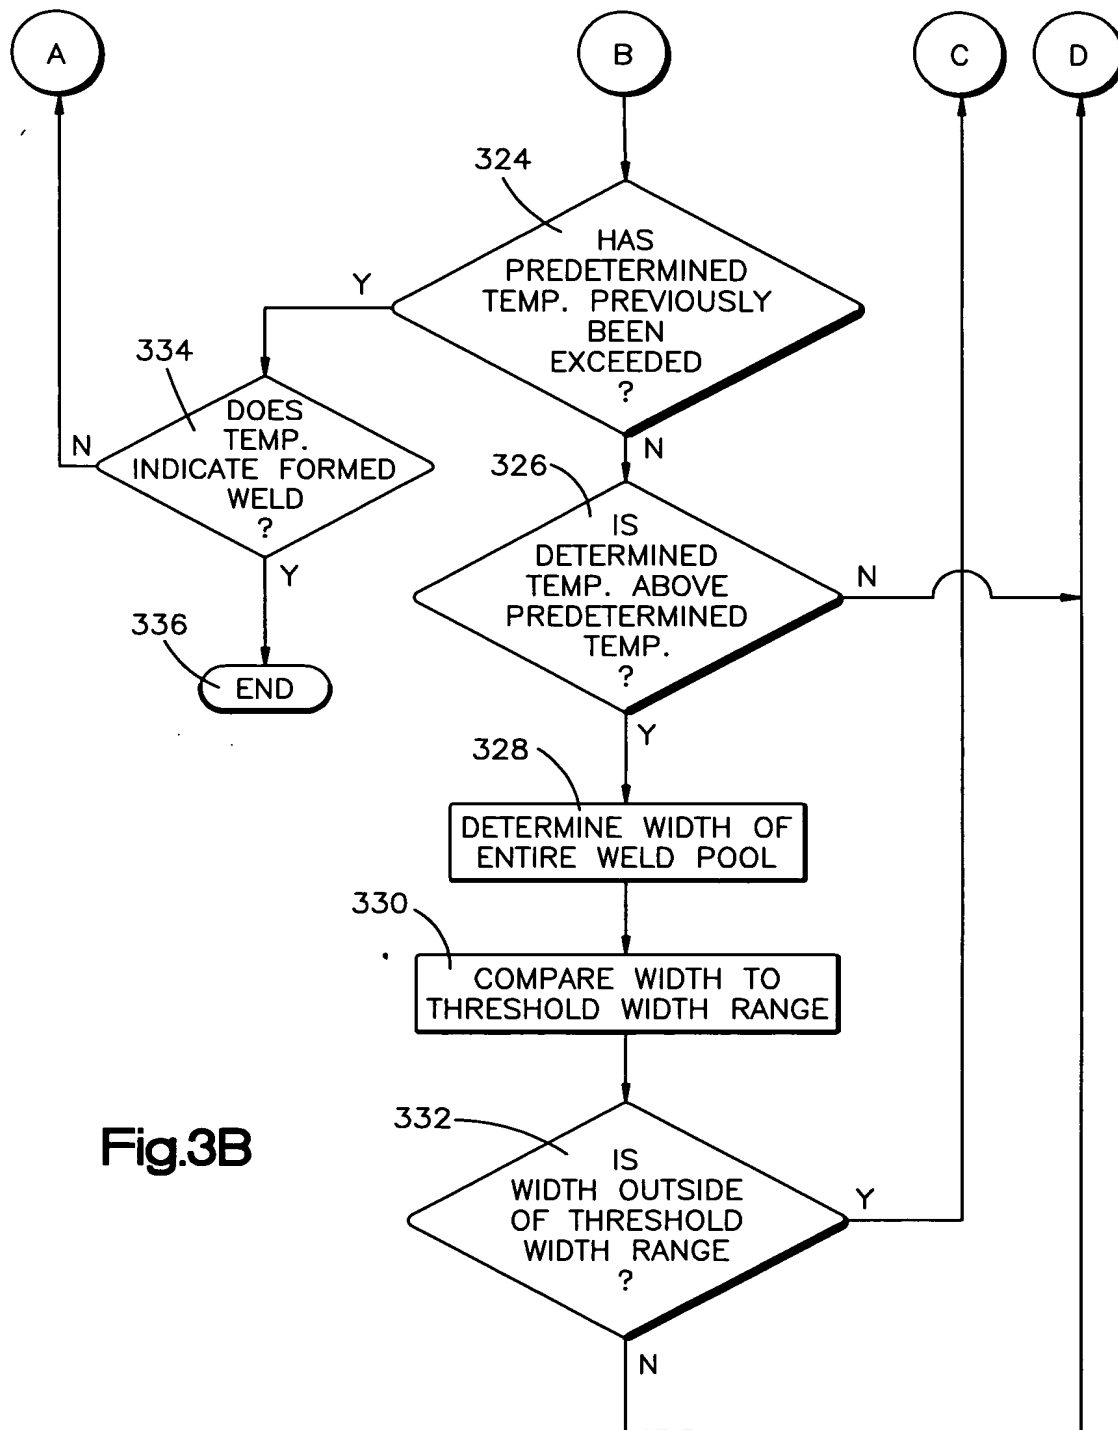 A
B
C
D
324
HAS
PREDETERMINED
TEMP. PREVIOUSLY
BEEN
EXCEEDED
?
Y
N
334
DOES
TEMP.
INDICATE FORMED
WELD
?
N
Y
336
END
326
IS
DETERMINED
TEMP. ABOVE
PREDETERMINED
TEMP.
?
N
Y
328
DETERMINE WIDTH OF
ENTIRE WELD POOL
330
COMPARE WIDTH TO
THRESHOLD WIDTH RANGE
332
IS
WIDTH OUTSIDE
OF THRESHOLD
WIDTH RANGE
?
Y
N
Fig.3B